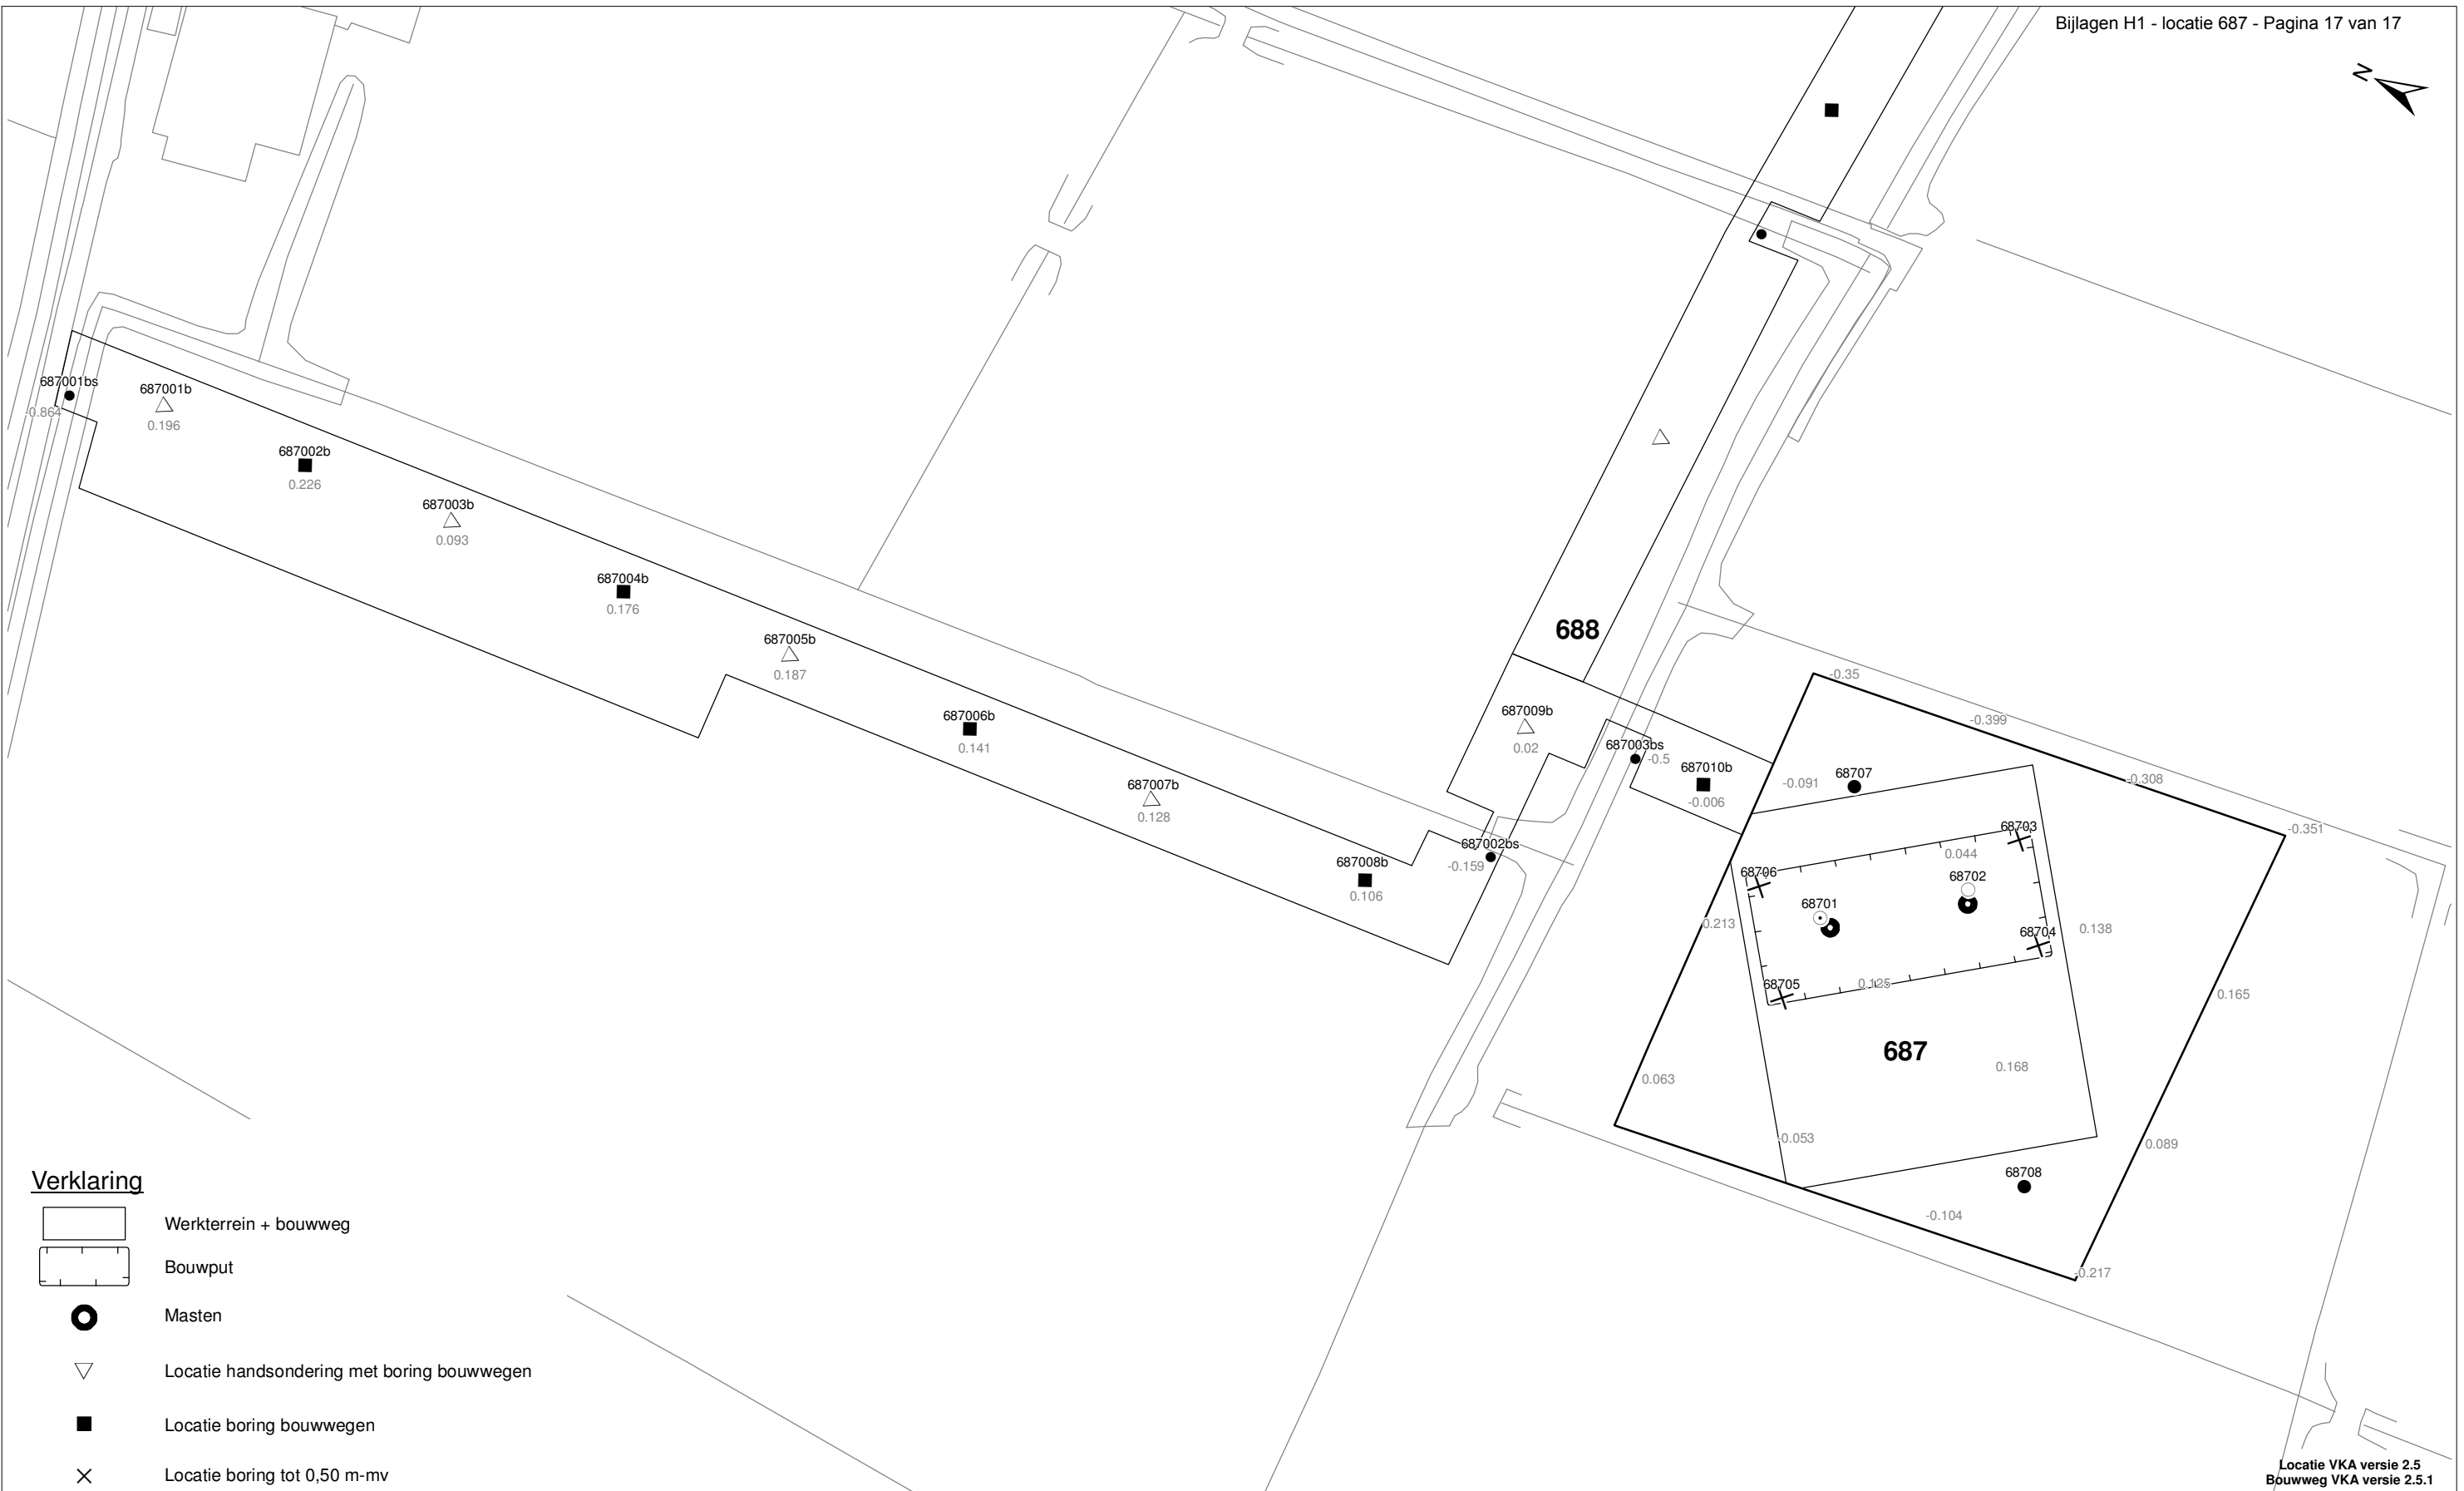 Bijlagen H1 - locatie 687 - Pagina 17 van 17
N
687001bs
-0.864
687001b
0.196
687002b
0.226
687003b
0.093
687004b
0.176
687005b
0.187
687006b
0.141
687007b
0.128
687008b
0.106
687002bs
-0.159
688
687009b
0.02
687003bs
-0.5
687010b
-0.006
-0.35
-0.399
-0.308
-0.351
-0.091
68707
68703
0.044
68706
68702
68701
0.213
68704
0.138
68705
0.125
0.165
687
0.168
0.063
-0.053
0.089
68708
-0.104
-0.217
Verklaring
Werkterrein + bouwweg
Bouwput
Masten
Locatie handsondering met boring bouwwegen
Locatie boring bouwwegen
Locatie boring tot 0,50 m-mv
Locatie VKA versie 2.5
Bouwweg VKA versie 2.5.1